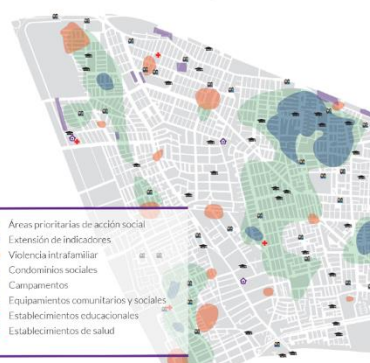 Áreas prioritarias de acción social
Extensión de indicadores
Violencia intrafamiliar
Condominios sociales
Campamentos
Equipamientos comunitarios y sociales
Establecimientos educacionales
Establecimientos de salud